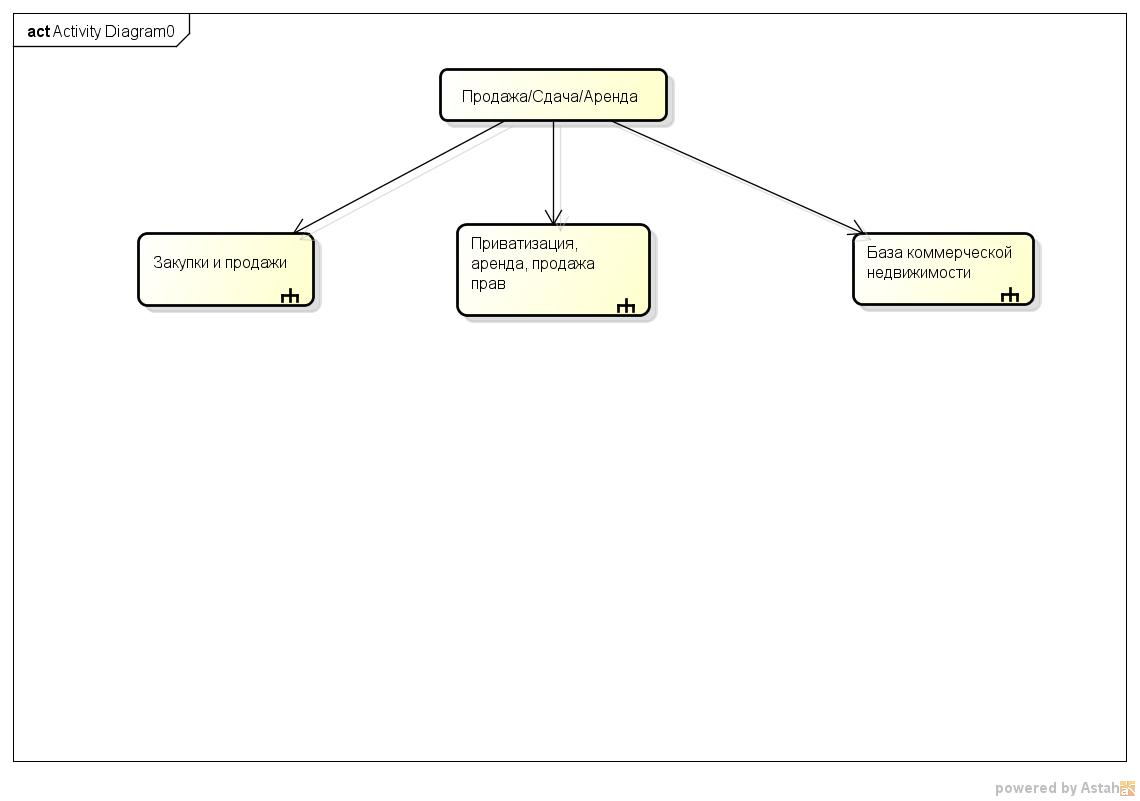 act Activity Diagram0
Продажа/Сдача/Аренда
Закупки и продажи
Приватизация,
аренда, продажа
прав
База коммерческой
недвижимости
powered by Astah